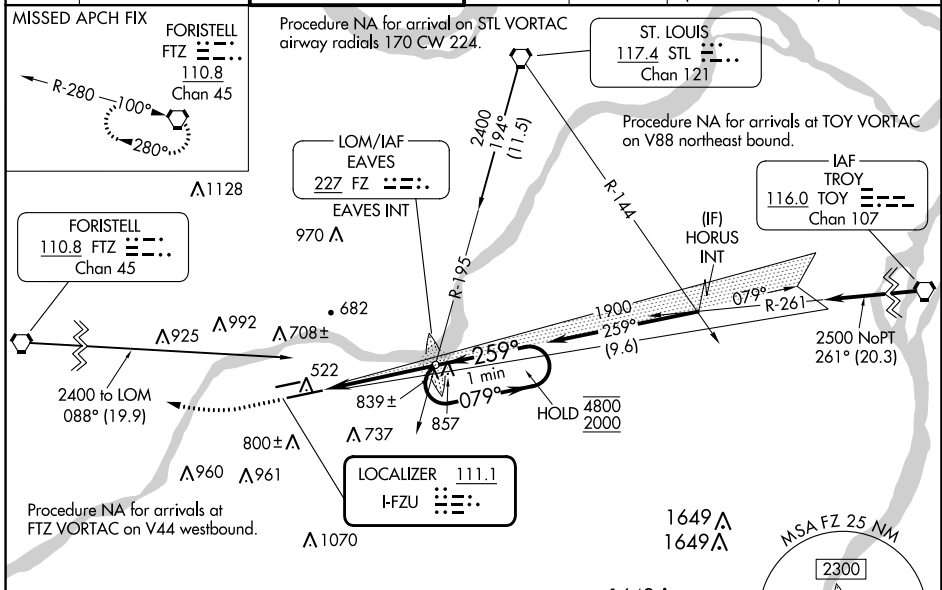 MISSED APCH FIX
FORISTELL
FTZ
110.8
Chan 45
R-280
100°
280°
Procedure NA for arrival on STL VORTAC
airway radials 170 CW 224.
ST. LOUIS
117.4 STL
Chan 121
2400
194°
(11.5)
Procedure NA for arrivals at TOY VORTAC
on V88 northeast bound.
LOM/IAF
EAVES
227 FZ
EAVES INT
IAF
TROY
116.0 TOY
Chan 107
1128
R-144
(IF)
HORUS
INT
FORISTELL
110.8 FTZ
Chan 45
970
R-195
1900
079°
R-261
259°
(9.6)
2500 NoPT
261° (20.3)
682
992
925
708±
259°
1 min
079°
522
2400 to LOM
088° (19.9)
839±
857
HOLD 4800
2000
800±
737
960
961
LOCALIZER 111.1
I-FZU
Procedure NA for arrivals at
FTZ VORTAC on V44 westbound.
1070
1649
1649
MSA FZ 25 NM
2300